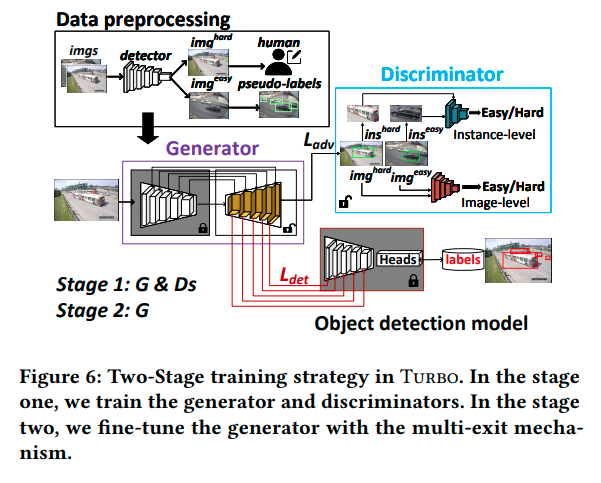 Data preprocessing
imgs
detector
img^hard
human
img^easy
pseudo-labels
Discriminator
Easy/Hard
ins^hard
ins^easy
Instance-level
img^hard
img^easy
Easy/Hard
Image-level
Generator
L_adv
L_det
Heads
labels
Stage 1: G & Ds
Stage 2: G
Object detection model
Figure 6: Two-Stage training strategy in TURBO. In the stage
one, we train the generator and discriminators. In the stage
two, we fine-tune the generator with the multi-exit mecha-
nism.